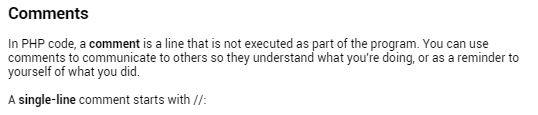 Comments
In PHP code, a comment is a line that is not executed as part of the program. You can use
comments to communicate to others so they understand what you're doing, or as a reminder to
yourself of what you did.
A single-line comment starts with //: